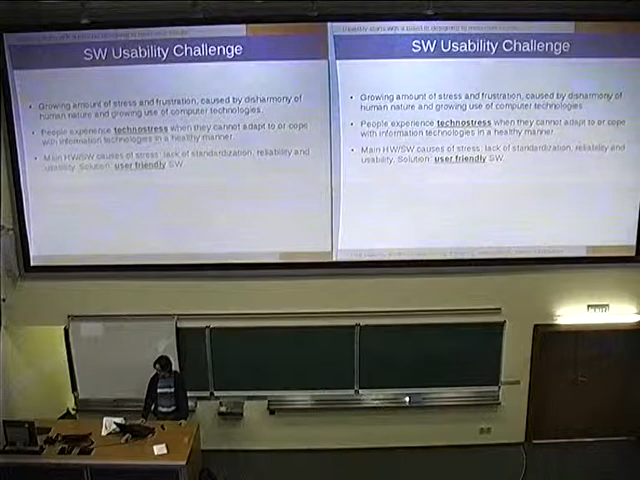 SW Usability Challenge
Growing amount of stress and frustration, caused by disharmony of
human nature and growing use of computer technologies.
People experience technostress when they cannot adapt to or cope
with information technologies in a healthy manner.
Main HW/SW causes of stress: lack of standardization, reliability and
usability. Solution: user friendly SW.
SW Usability Challenge
Growing amount of stress and frustration, caused by disharmony of
human nature and growing use of computer technologies.
People experience technostress when they cannot adapt to or cope
with information technologies in a healthy manner.
Main HW/SW causes of stress: lack of standardization, reliability and
usability. Solution: user friendly SW.